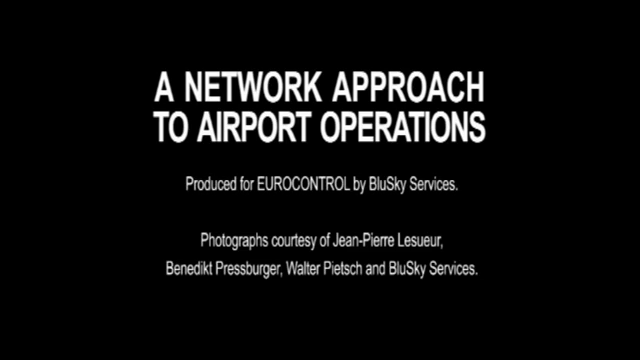 A NETWORK APPROACH
TO AIRPORT OPERATIONS
Produced for EUROCONTROL by BluSky Services.
Photographs courtesy of Jean-Pierre Lesueur,
Benedikt Pressburger, Walter Pietsch and BluSky Services.